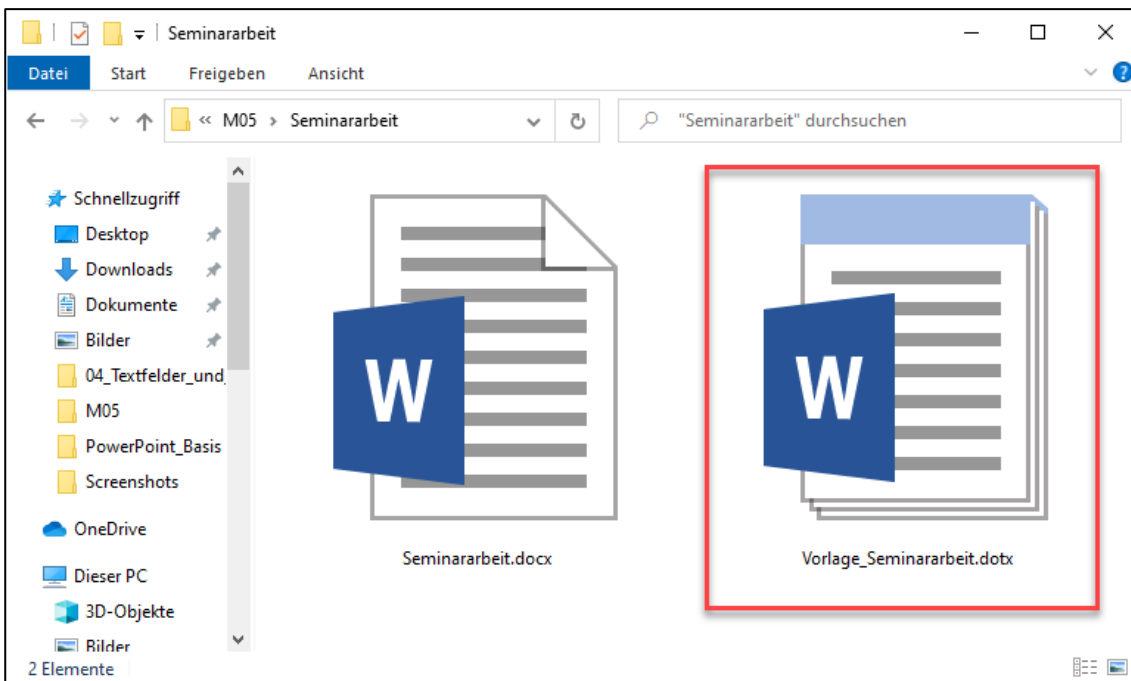 Seminararbeit
Datei Start Freigeben Ansicht ?
« M05 › Seminararbeit "Seminararbeit" durchsuchen
Schnellzugriff
Desktop
Downloads
Dokumente
Bilder
04_Textfelder_und_
M05
PowerPoint_Basis
Screenshots
OneDrive
Dieser PC
3D-Objekte
Bilder
W
Seminararbeit.docx
W
Vorlage_Seminararbeit.dotx
2 Elemente